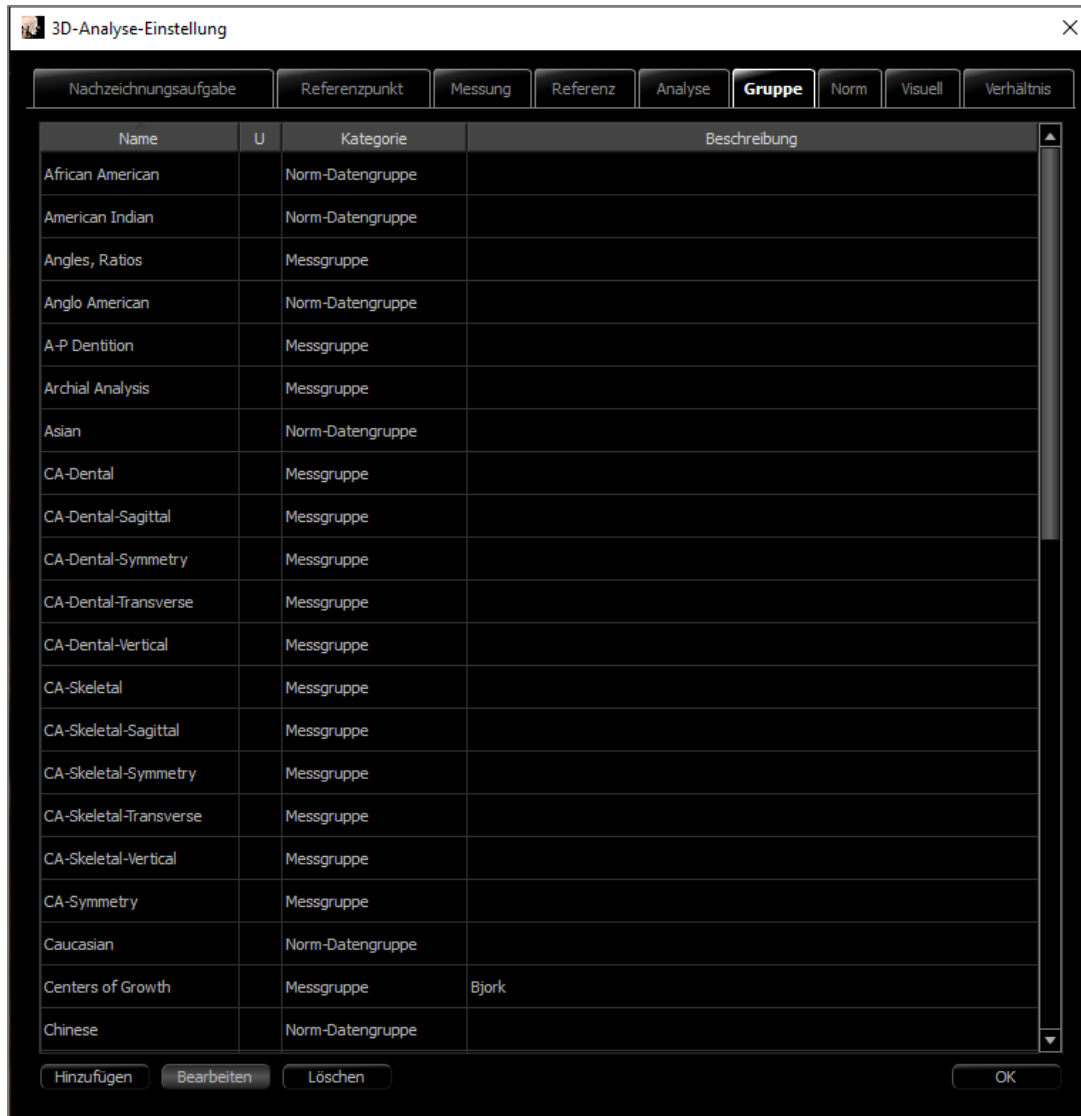 3D-Analyse-Einstellung
Nachzeichnungsaufgabe Referenzpunkt Messung Referenz Analyse Gruppe Norm Visuell Verhältnis
Name U Kategorie Beschreibung
African American Norm-Datengruppe
American Indian Norm-Datengruppe
Angles, Ratios Messgruppe
Anglo American Norm-Datengruppe
A-P Dentition Messgruppe
Archial Analysis Messgruppe
Asian Norm-Datengruppe
CA-Dental Messgruppe
CA-Dental-Sagittal Messgruppe
CA-Dental-Symmetry Messgruppe
CA-Dental-Transverse Messgruppe
CA-Dental-Vertical Messgruppe
CA-Skeletal Messgruppe
CA-Skeletal-Sagittal Messgruppe
CA-Skeletal-Symmetry Messgruppe
CA-Skeletal-Transverse Messgruppe
CA-Skeletal-Vertical Messgruppe
CA-Symmetry Messgruppe
Caucasian Norm-Datengruppe
Centers of Growth Messgruppe Bjork
Chinese Norm-Datengruppe
Hinzufügen Bearbeiten Löschen OK